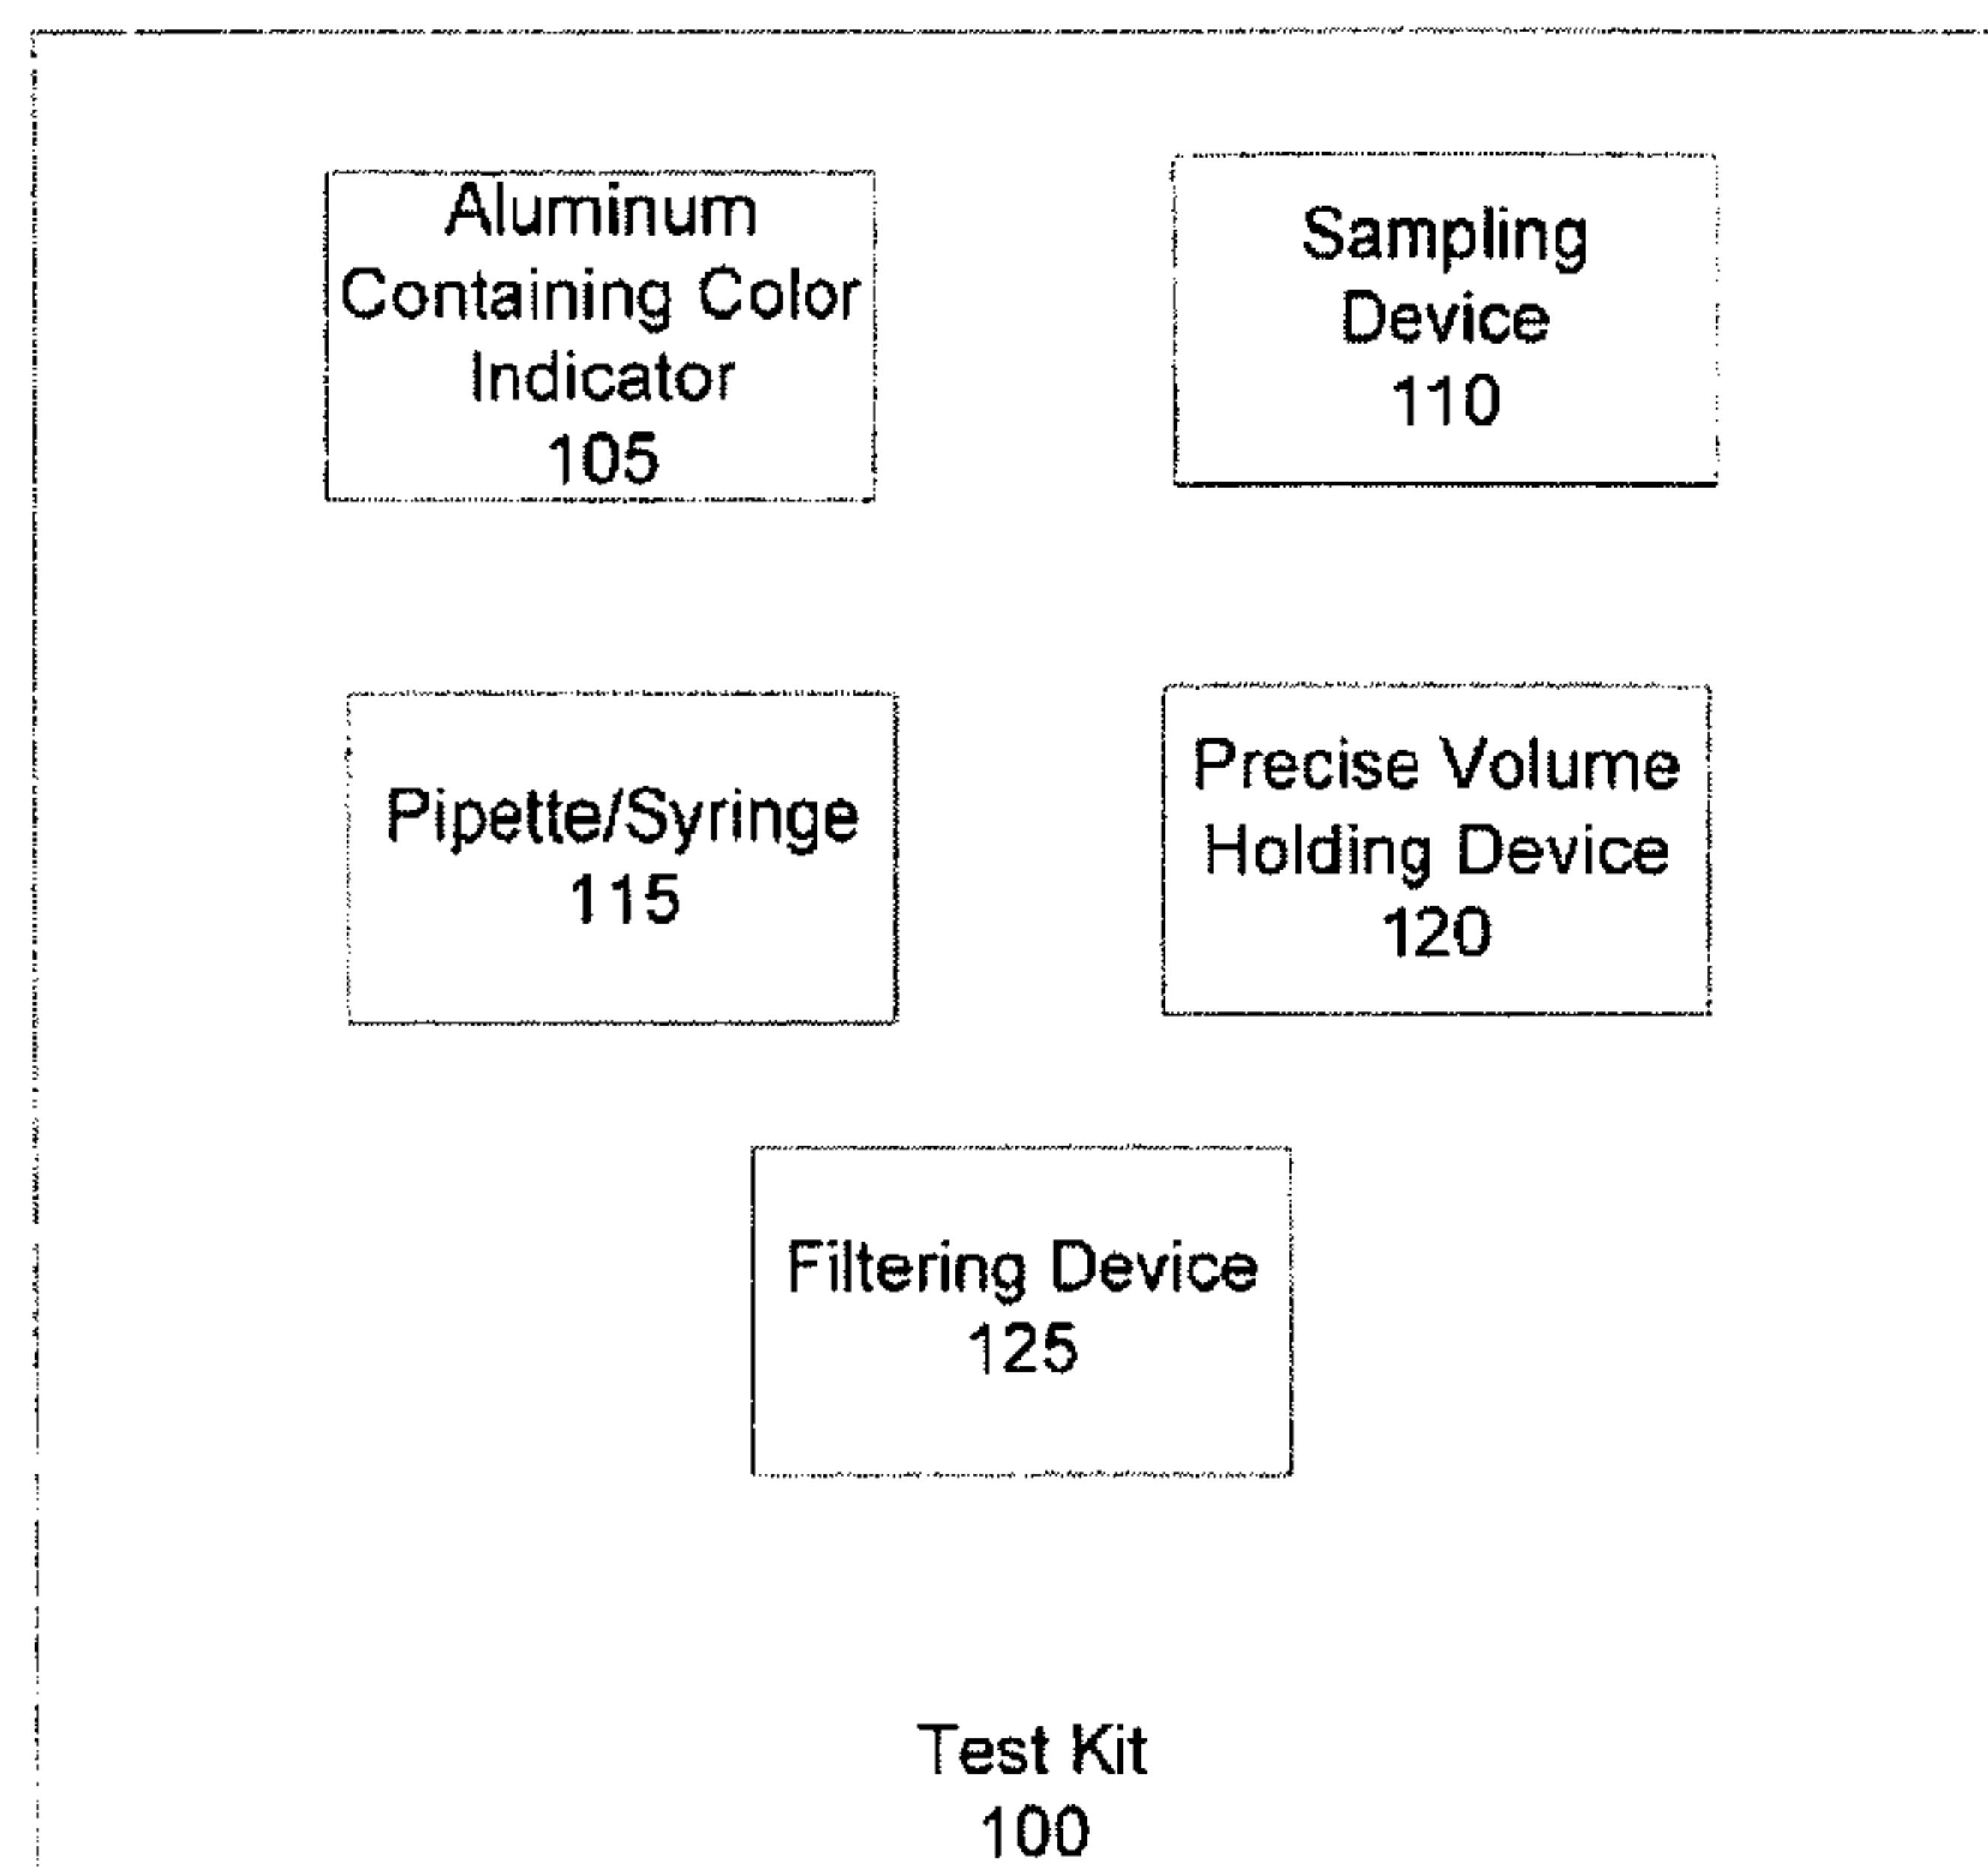 Aluminum
Containing Color
Indicator
105
Sampling
Device
110
Pipette/Syringe
115
Precise Volume
Holding Device
120
Filtering Device
125
Test Kit
100